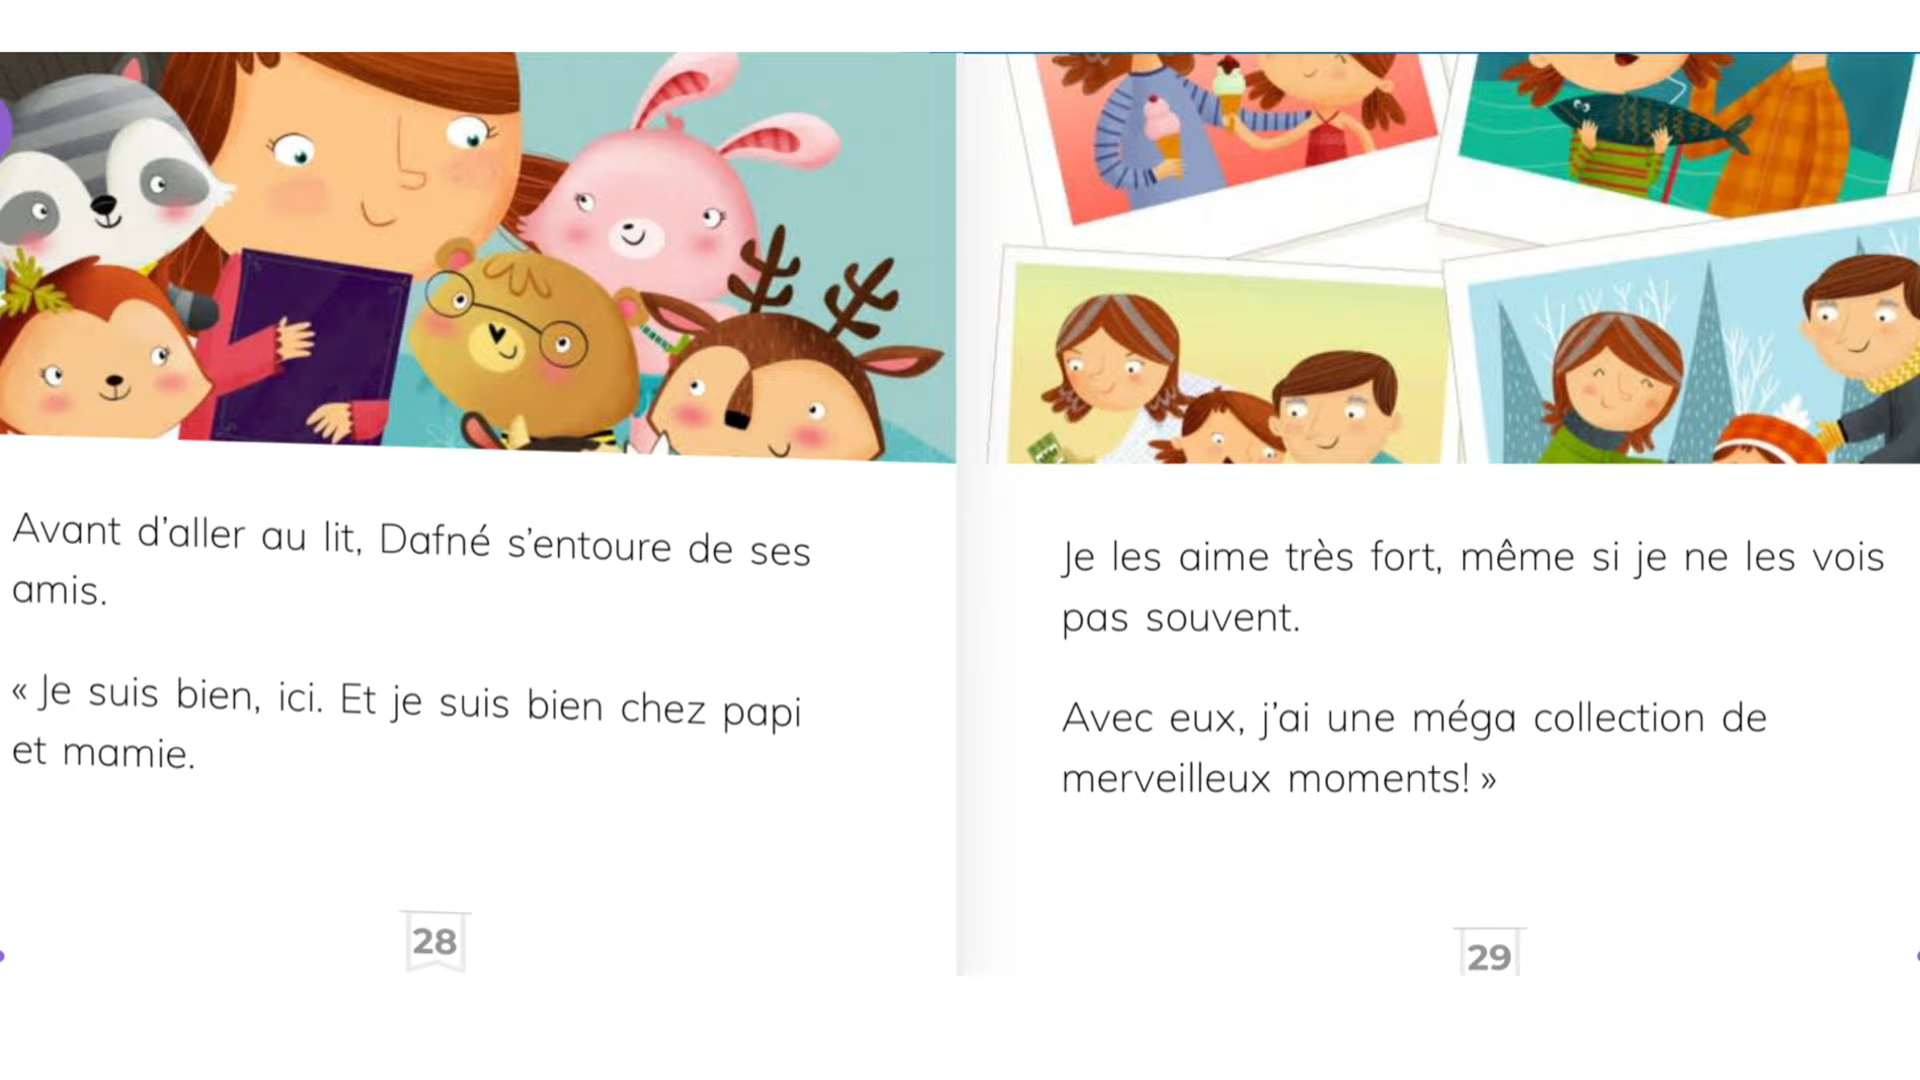 Avant d'aller au lit, Dafné s'entoure de ses
amis.
« Je suis bien, ici. Et je suis bien chez papi
et mamie.
28
Je les aime très fort, même si je ne les vois
pas souvent.
Avec eux, j'ai une méga collection de
merveilleux moments! »
29